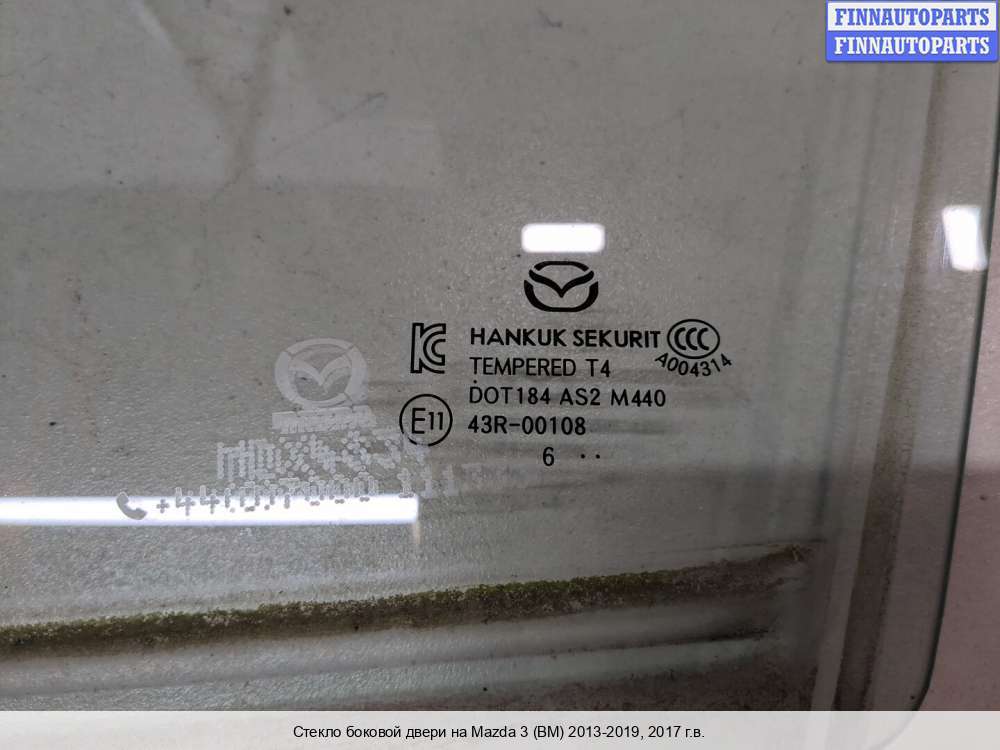 FINNAUTOPARTS
FINNAUTOPARTS
HANKUK SEKURIT CCC
TEMPERED T4 A004314
DOT184 AS2 M440
E11 43R-00108
6 ..
mazda
Стекло боковой двери на Mazda 3 (BM) 2013-2019, 2017 г.в.